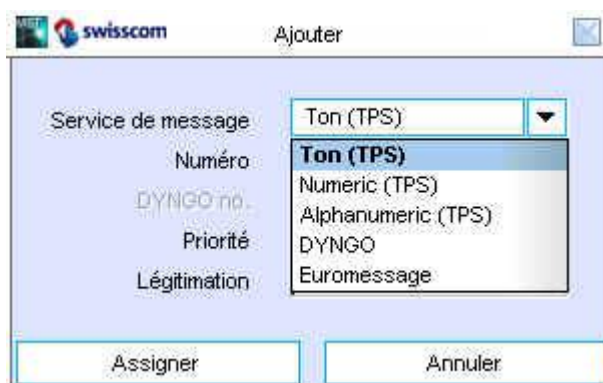 swisscom
Ajouter
Service de message
Ton (TPS)
Numéro
Ton (TPS)
Numeric (TPS)
DYNGO no.
Alphanumeric (TPS)
Priorité
DYNGO
Légitimation
Euromessage
Assigner
Annuler